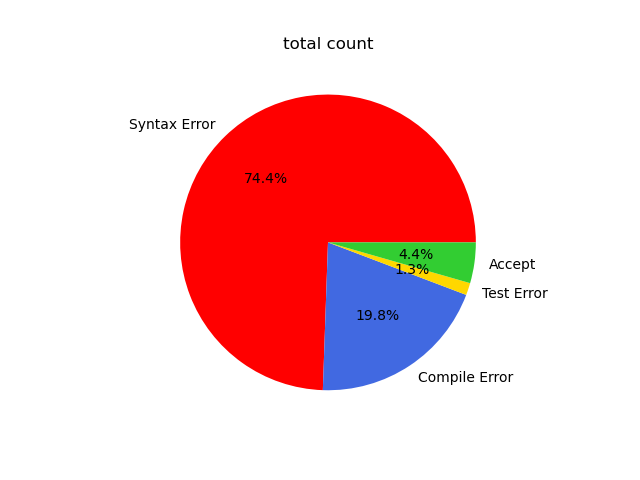 total count
Syntax Error
74.4%
4.4%
Accept
1.3%
Test Error
19.8%
Compile Error